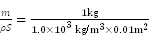 m/ρS = 1kg/1.0×10³ kg/m³×0.01m²